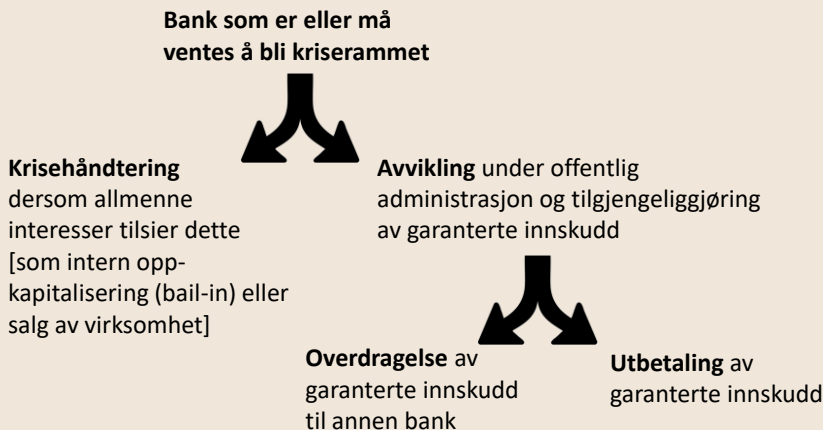 Bank som er eller må
ventes å bli kriserammet
Krisehåndtering
dersom allmenne
interesser tilsier dette
[som intern opp-
kapitalisering (bail-in) eller
salg av virksomhet]
Avvikling under offentlig
administrasjon og tilgjengeliggjøring
av garanterte innskudd
Overdragelse av
garanterte innskudd
til annen bank
Utbetaling av
garanterte innskudd